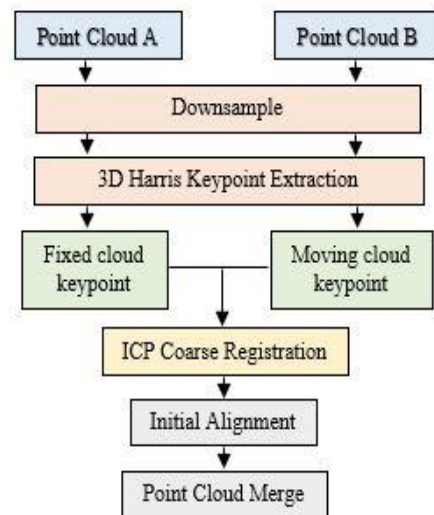 Point Cloud A
Point Cloud B
Downsample
3D Harris Keypoint Extraction
Fixed cloud
keypoint
Moving cloud
keypoint
ICP Coarse Registration
Initial Alignment
Point Cloud Merge